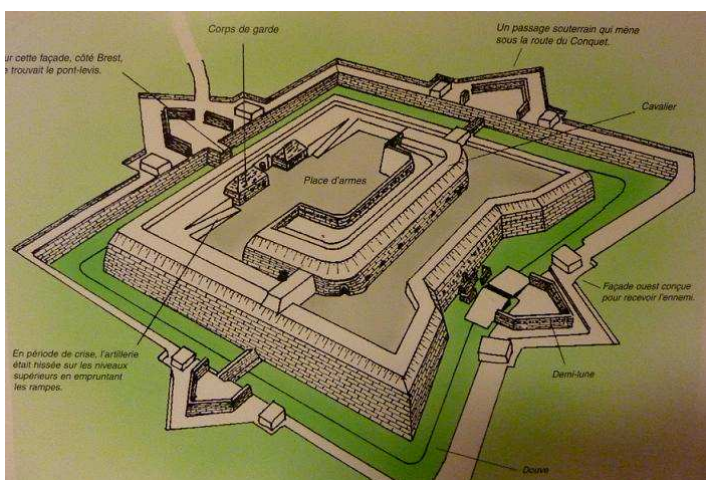 Corps de garde
Un passage souterrain qui mène
sous la route du Conquet.
ur cette façade, côté Brest,
e trouvait le pont-levis.
Cavalier
Place d'armes
Façade ouest conçue
pour recevoir l'ennemi.
En période de crise, l'artillerie
était hissée sur les niveaux
supérieurs en empruntant
les rampes.
Demi-lune
Douve